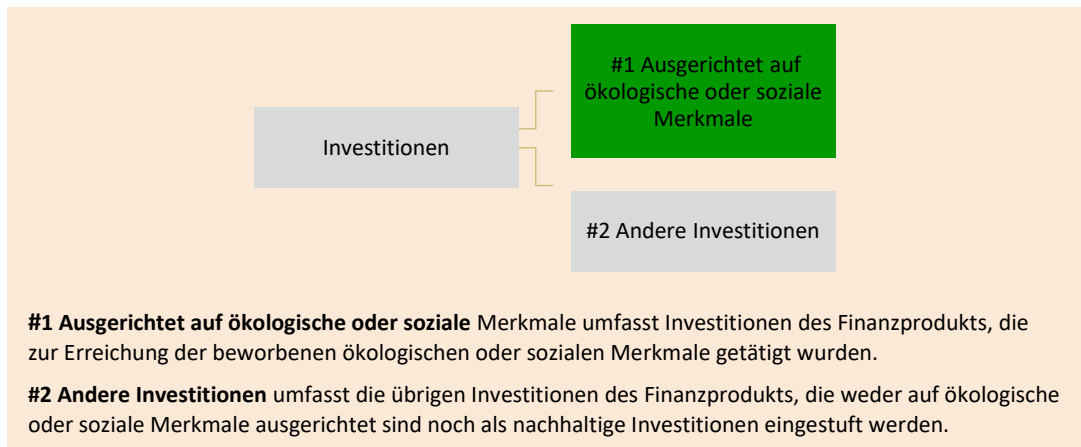 #1 Ausgerichtet auf
ökologische oder soziale
Merkmale
Investitionen
#2 Andere Investitionen
#1 Ausgerichtet auf ökologische oder soziale Merkmale umfasst Investitionen des Finanzprodukts, die
zur Erreichung der beworbenen ökologischen oder sozialen Merkmale getätigt wurden.
#2 Andere Investitionen umfasst die übrigen Investitionen des Finanzprodukts, die weder auf ökologische
oder soziale Merkmale ausgerichtet sind noch als nachhaltige Investitionen eingestuft werden.